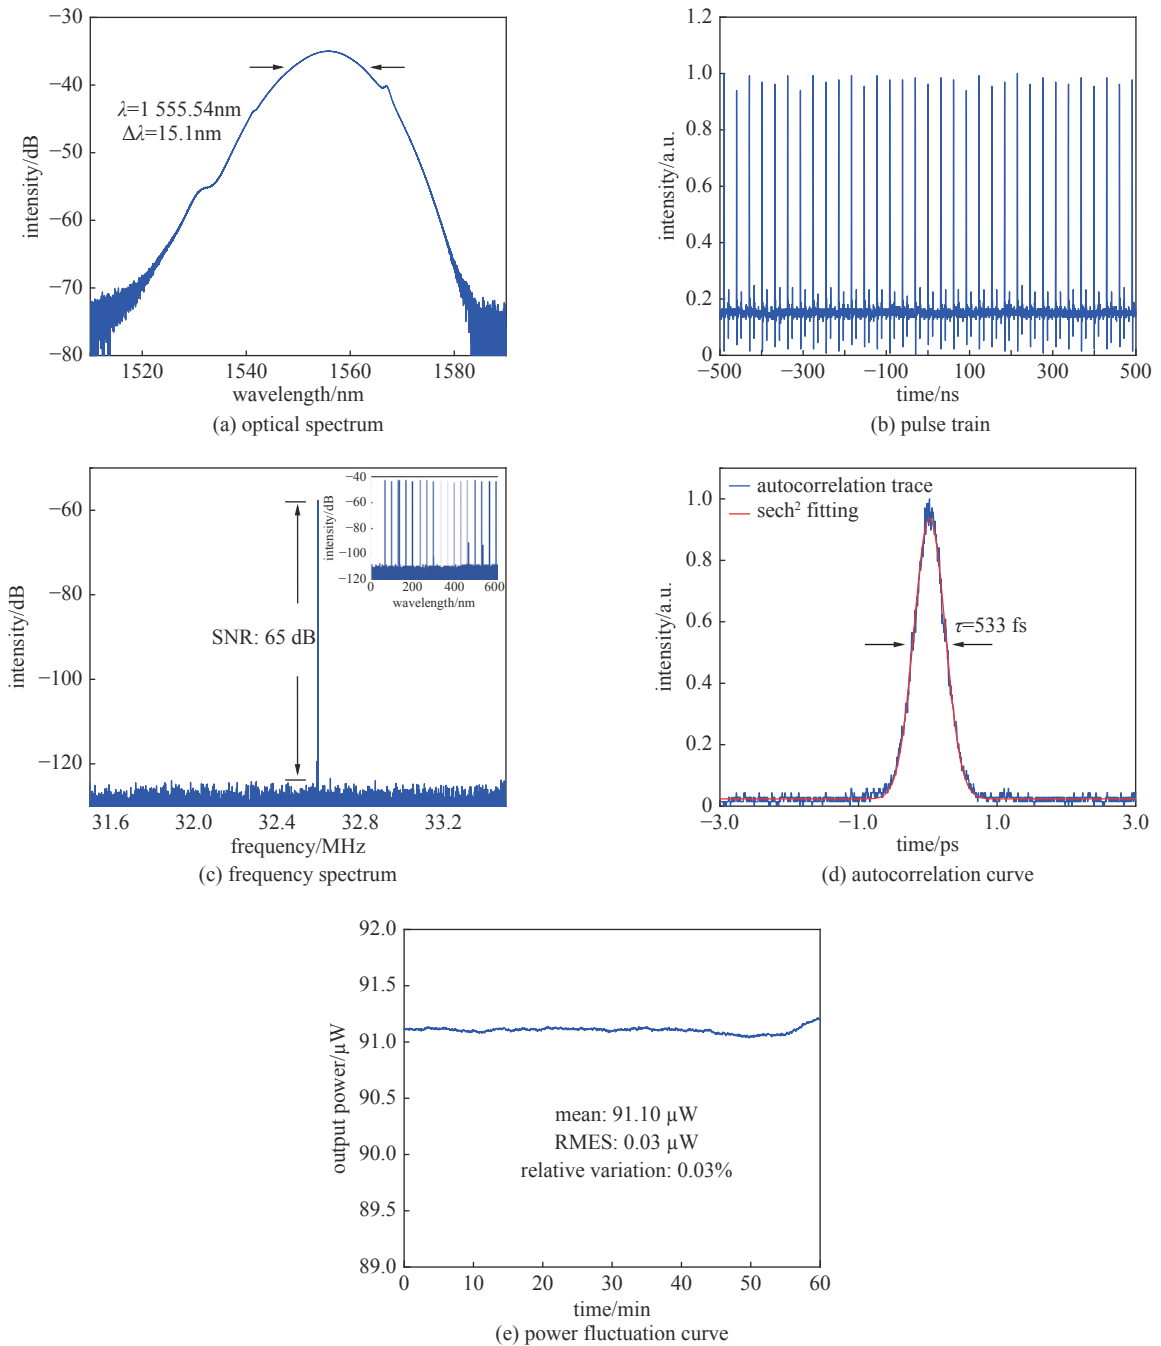 −30
−40
−50
−60
−70
−80
intensity/dB
λ=1 555.54nm
Δλ=15.1nm
1520
1540
1560
1580
wavelength/nm
(a) optical spectrum
1.2
1.0
0.8
0.6
0.4
0.2
0
intensity/a.u.
−500
−300
−100
100
300
500
time/ns
(b) pulse train
−60
−80
−100
−120
intensity/dB
SNR: 65 dB
−40
−60
−80
−100
−120
intensity/dB
0
200
400
600
wavelength/nm
31.6
32.0
32.4
32.8
33.2
frequency/MHz
(c) frequency spectrum
autocorrelation trace
sech² fitting
1.0
0.8
0.6
0.4
0.2
0
intensity/a.u.
τ=533 fs
−3.0
−1.0
1.0
3.0
time/ps
(d) autocorrelation curve
92.0
91.5
91.0
90.5
90.0
89.5
89.0
output power/μW
mean: 91.10 μW
RMES: 0.03 μW
relative variation: 0.03%
0
10
20
30
40
50
60
time/min
(e) power fluctuation curve